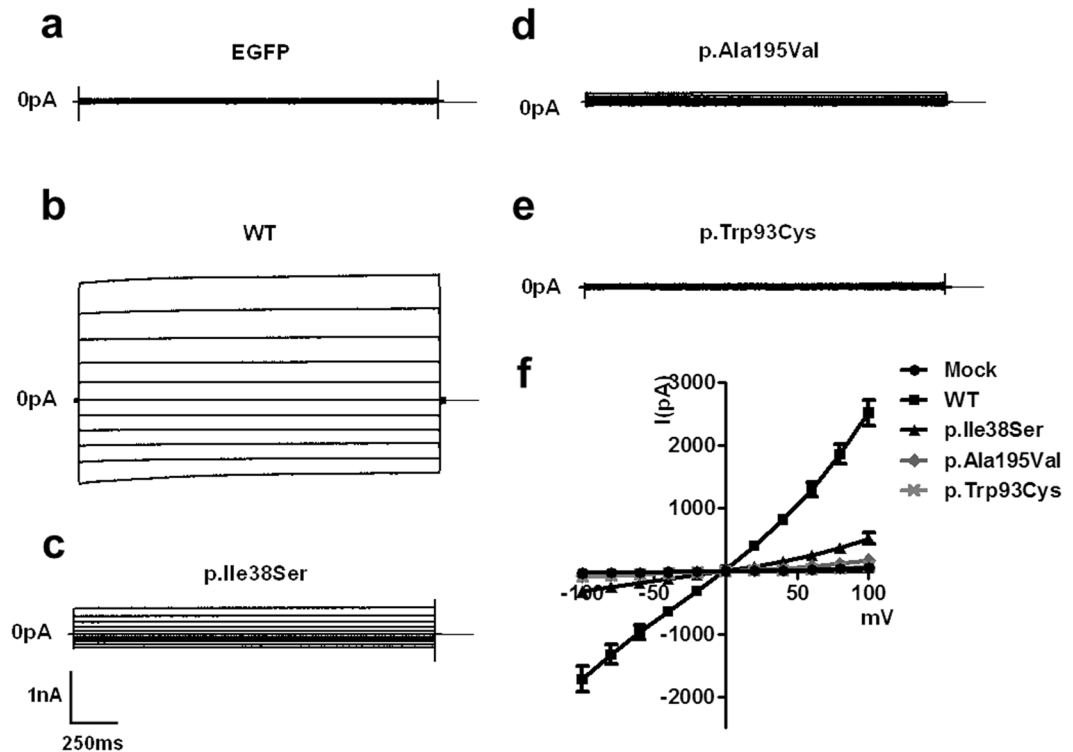 a
EGFP
0pA
b
WT
0pA
c
p.Ile38Ser
0pA
1nA
250ms
d
p.Ala195Val
0pA
e
p.Trp93Cys
0pA
f
I(pA)
3000
2000
1000
-1000
-2000
-100
-50
50
100
mV
Mock
WT
p.Ile38Ser
p.Ala195Val
p.Trp93Cys